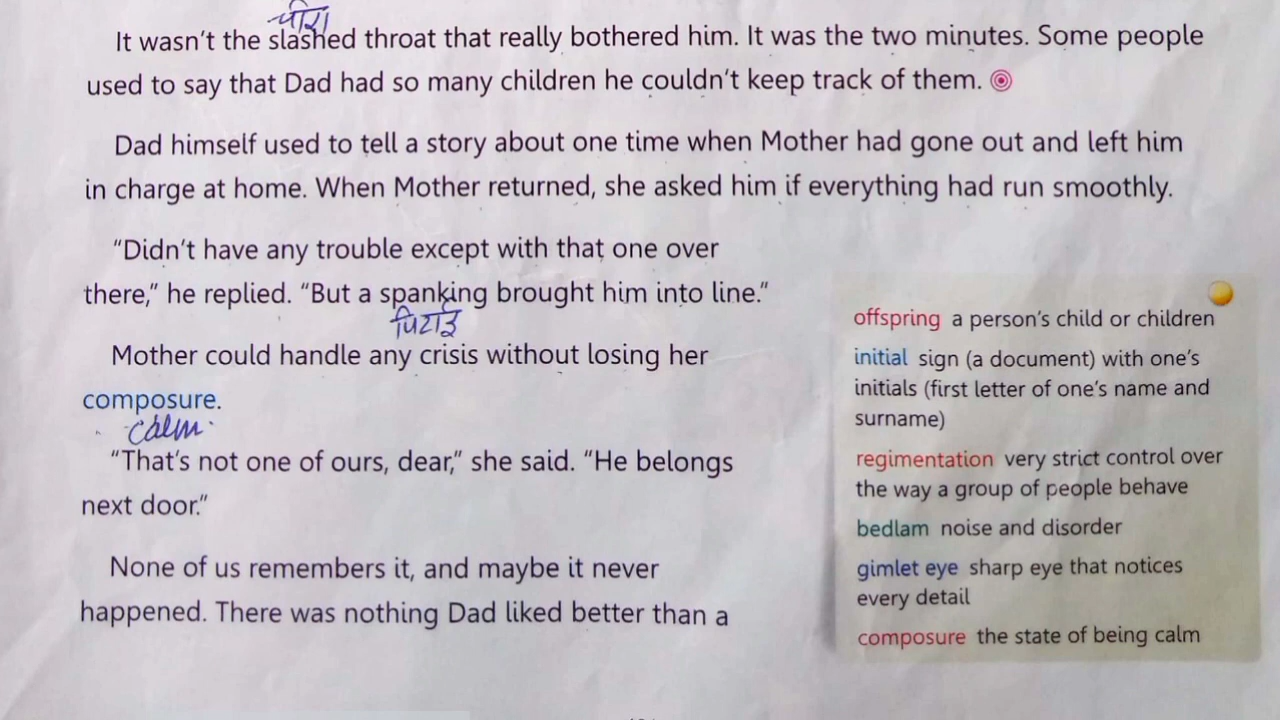 चीरा
It wasn't the slashed throat that really bothered him. It was the two minutes. Some people
used to say that Dad had so many children he couldn't keep track of them.
Dad himself used to tell a story about one time when Mother had gone out and left him
in charge at home. When Mother returned, she asked him if everything had run smoothly.
"Didn't have any trouble except with that one over
there," he replied. "But a spanking brought him into line."
पिटाई
Mother could handle any crisis without losing her
composure.
calm.
"That's not one of ours, dear," she said. "He belongs
next door."
None of us remembers it, and maybe it never
happened. There was nothing Dad liked better than a
offspring a person's child or children
initial sign (a document) with one's
initials (first letter of one's name and
surname)
regimentation very strict control over
the way a group of people behave
bedlam noise and disorder
gimlet eye sharp eye that notices
every detail
composure the state of being calm